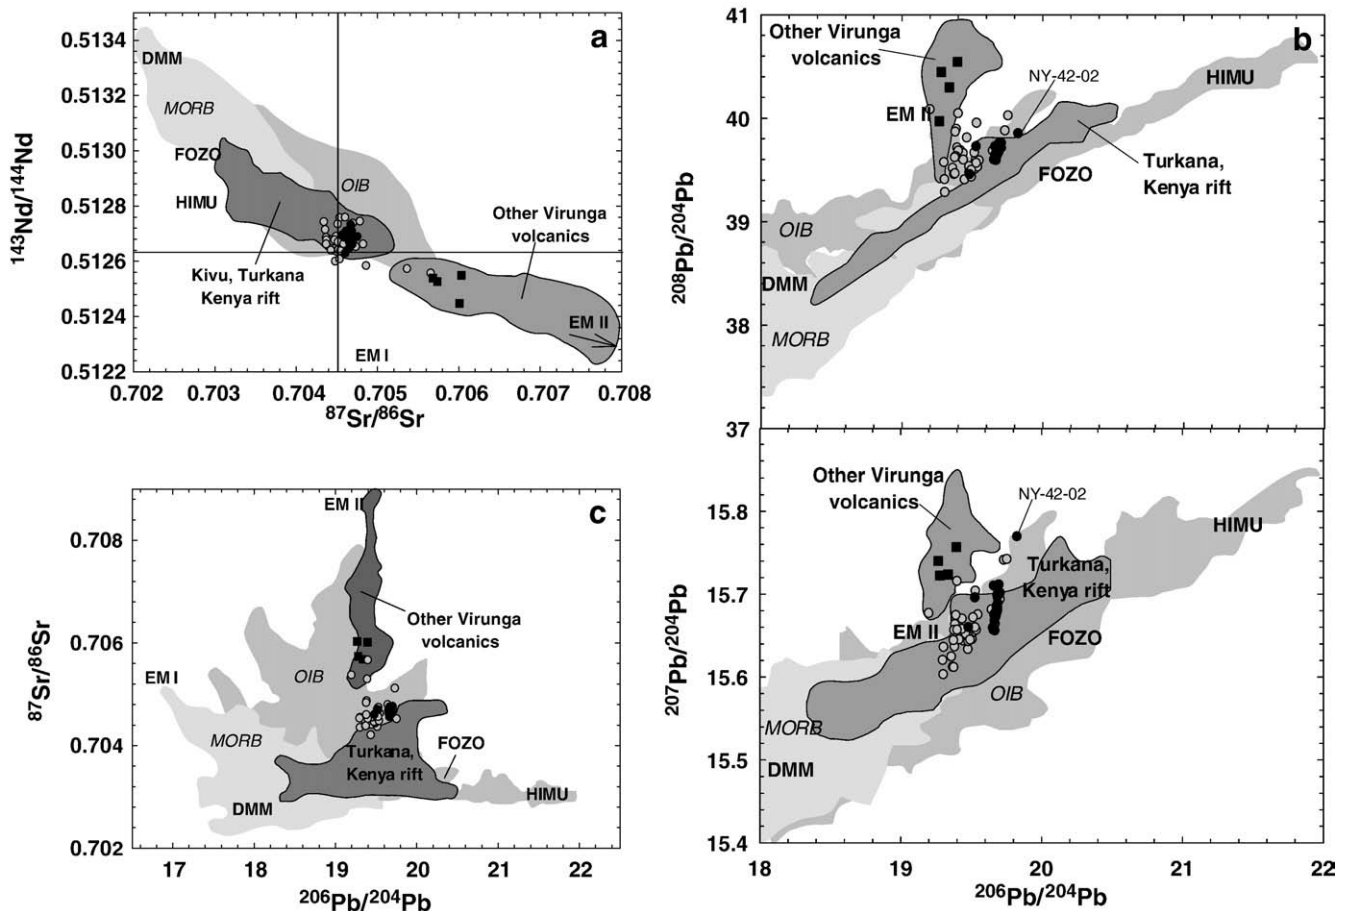 a
0.5134
0.5132
0.5130
0.5128
0.5126
0.5124
0.5122
143Nd/144Nd
DMM
MORB
FOZO
HIMU
OIB
Other Virunga
volcanics
Kivu, Turkana
Kenya rift
EM II
EM I
0.702 0.703 0.704 0.705 0.706 0.707 0.708
87Sr/86Sr
b
41
40
39
38
37
208Pb/204Pb
Other Virunga
volcanics
NY-42-02
HIMU
EM II
Turkana,
Kenya rift
FOZO
OIB
DMM
MORB
18 19 20 21 22
c
0.708
0.706
0.704
0.702
87Sr/86Sr
EM II
Other Virunga
volcanics
OIB
EM I
MORB
FOZO
Turkana,
Kenya rift
DMM
HIMU
17 18 19 20 21 22
206Pb/204Pb
15.8
15.7
15.6
15.5
15.4
207Pb/204Pb
Other Virunga
volcanics
NY-42-02
HIMU
Turkana,
Kenya rift
EM II
FOZO
OIB
MORB
DMM
18 19 20 21 22
206Pb/204Pb